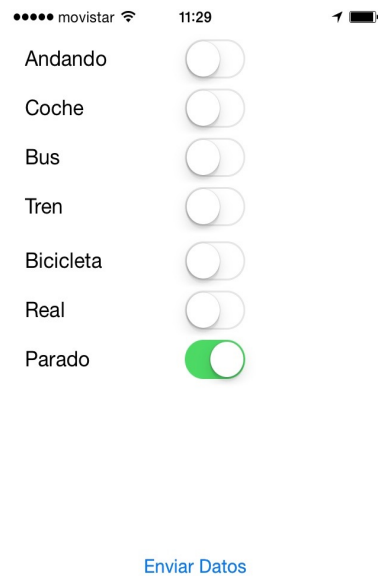 movistar 11:29
Andando
Coche
Bus
Tren
Bicicleta
Real
Parado
Enviar Datos